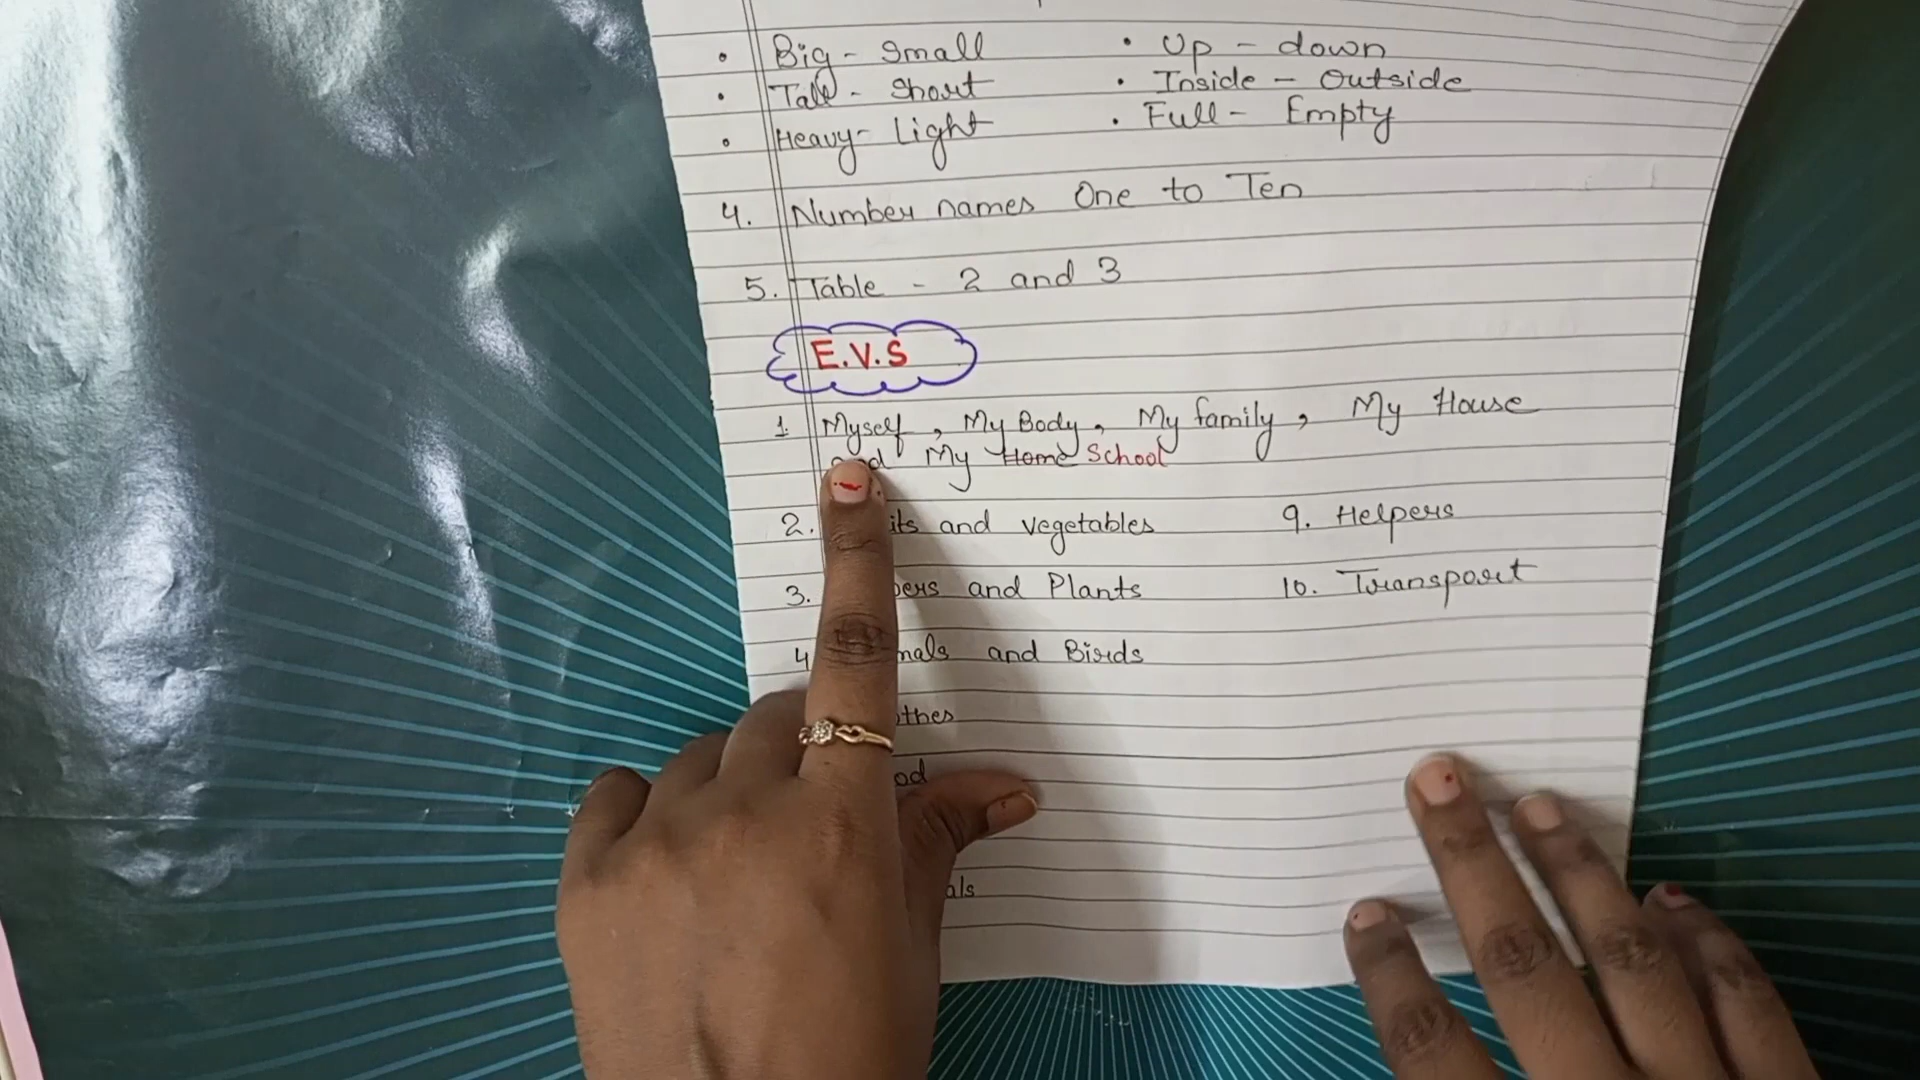 • Big - Small • Up - down
• Tall - Short • Inside - Outside
• Heavy - Light • Full - Empty
4. Number names One to Ten
5. Table - 2 and 3
E.V.S
1. Myself, My Body, My family, My House
My Home School
2. and vegetables 9. Helpers
3. and Plants 10. Transport
4 and Birds